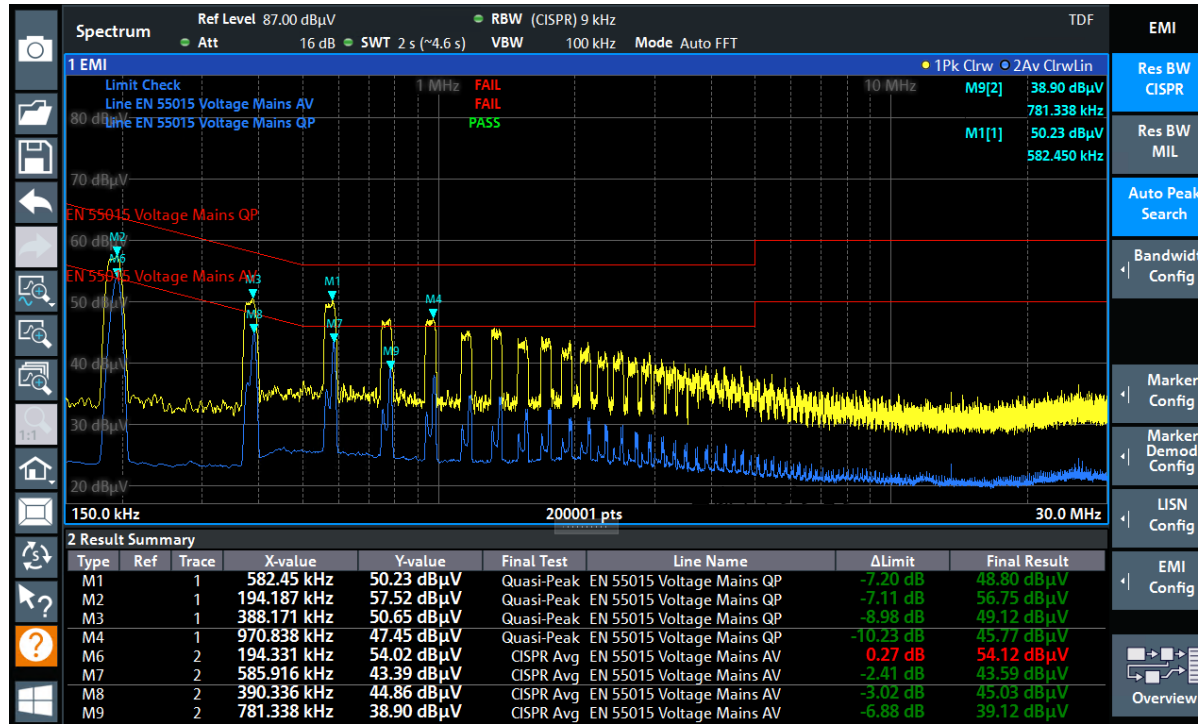 Spectrum
Ref Level 87.00 dBµV
RBW (CISPR) 9 kHz
TDF
Att 16 dB SWT 2 s (~4.6 s) VBW 100 kHz Mode Auto FFT
1 EMI
1Pk Clrw 2Av ClrwLin
Limit Check 1 MHz FAIL 10 MHz
Line EN 55015 Voltage Mains AV FAIL
Line EN 55015 Voltage Mains QP PASS
M9[2] 38.90 dBµV
781.338 kHz
M1[1] 50.23 dBµV
582.450 kHz
80 dBµV
70 dBµV
EN 55015 Voltage Mains QP
60 dBµV
M2
M6
EN 55015 Voltage Mains AV
M3
M1
50 dBµV
M4
M8
M7
M9
40 dBµV
30 dBµV
20 dBµV
150.0 kHz 200001 pts 30.0 MHz
2 Result Summary
Type Ref Trace X-value Y-value Final Test Line Name ΔLimit Final Result
M1 1 582.45 kHz 50.23 dBµV Quasi-Peak EN 55015 Voltage Mains QP -7.20 dB 48.80 dBµV
M2 1 194.187 kHz 57.52 dBµV Quasi-Peak EN 55015 Voltage Mains QP -7.11 dB 56.75 dBµV
M3 1 388.171 kHz 50.65 dBµV Quasi-Peak EN 55015 Voltage Mains QP -8.98 dB 49.12 dBµV
M4 1 970.838 kHz 47.45 dBµV Quasi-Peak EN 55015 Voltage Mains QP -10.23 dB 45.77 dBµV
M6 2 194.331 kHz 54.02 dBµV CISPR Avg EN 55015 Voltage Mains AV 0.27 dB 54.12 dBµV
M7 2 585.916 kHz 43.39 dBµV CISPR Avg EN 55015 Voltage Mains AV -2.41 dB 43.59 dBµV
M8 2 390.336 kHz 44.86 dBµV CISPR Avg EN 55015 Voltage Mains AV -3.02 dB 45.03 dBµV
M9 2 781.338 kHz 38.90 dBµV CISPR Avg EN 55015 Voltage Mains AV -6.88 dB 39.12 dBµV
1:1
S
?
?
EMI
Res BW
CISPR
Res BW
MIL
Auto Peak
Search
Bandwidt
Config
Marker
Config
Marker
Demod
Config
LISN
Config
EMI
Config
Overview